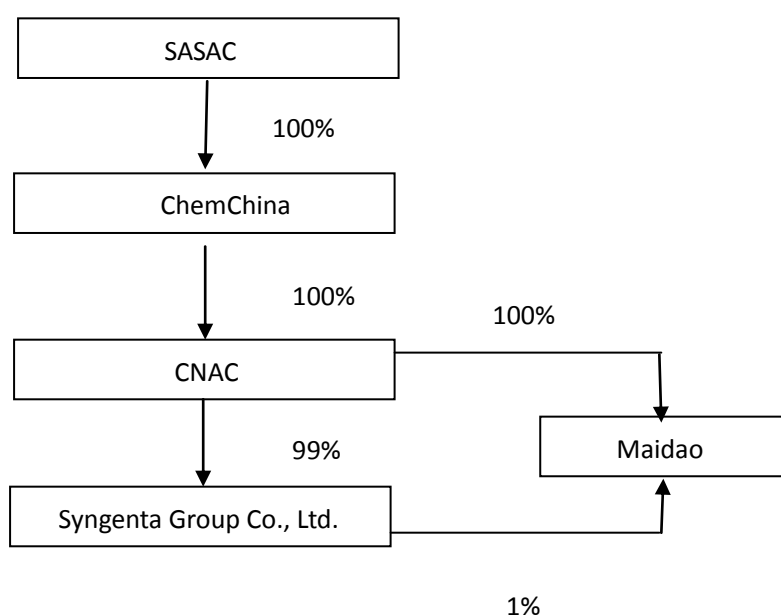 SASAC
100%
ChemChina
100%
100%
CNAC
Maidao
99%
Syngenta Group Co., Ltd.
1%